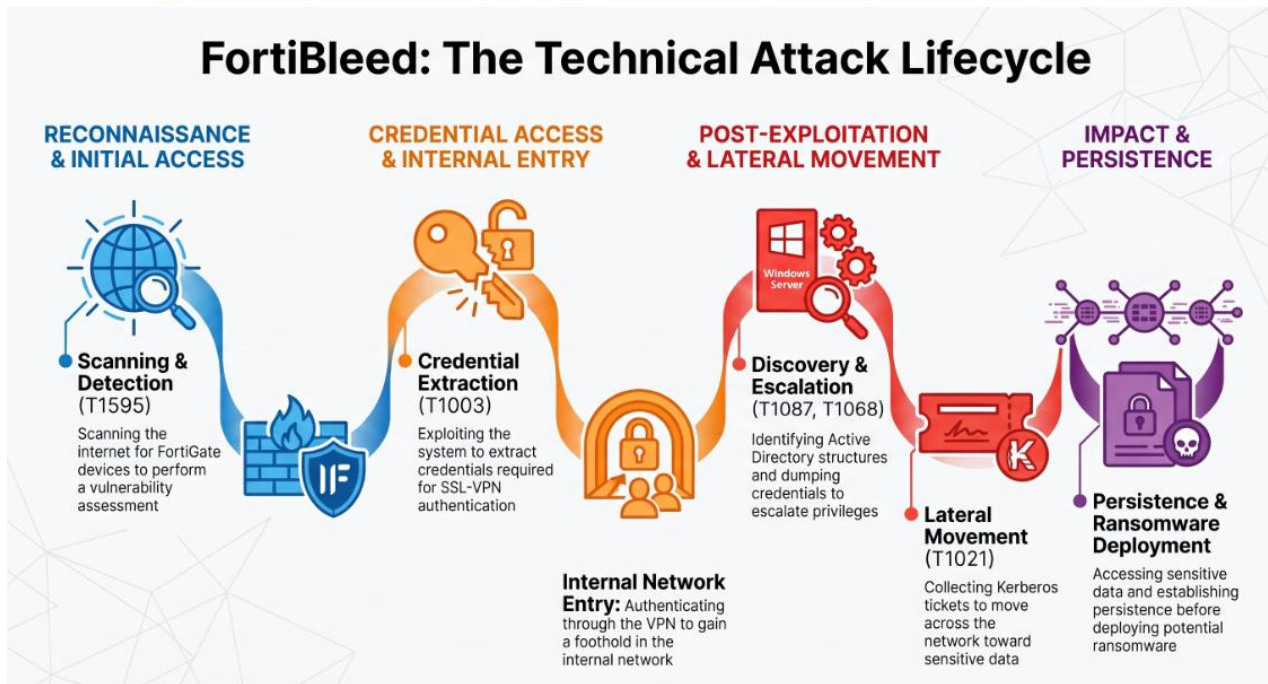 FortiBleed: The Technical Attack Lifecycle
RECONNAISSANCE
& INITIAL ACCESS
Scanning &
Detection
(T1595)
Scanning the
internet for FortiGate
devices to perform
a vulnerability
assessment
IF
CREDENTIAL ACCESS
& INTERNAL ENTRY
Credential
Extraction
(T1003)
Exploiting the
system to extract
credentials required
for SSL-VPN
authentication
Internal Network
Entry: Authenticating
through the VPN to gain
a foothold in the
internal network
POST-EXPLOITATION
& LATERAL MOVEMENT
Windows
Server
Discovery &
Escalation
(T1087, T1068)
Identifying Active
Directory structures
and dumping
credentials to
escalate privileges
K
Lateral
Movement
(T1021)
Collecting Kerberos
tickets to move
across the
network toward
sensitive data
IMPACT &
PERSISTENCE
Persistence &
Ransomware
Deployment
Accessing sensitive
data and establishing
persistence before
deploying potential
ransomware